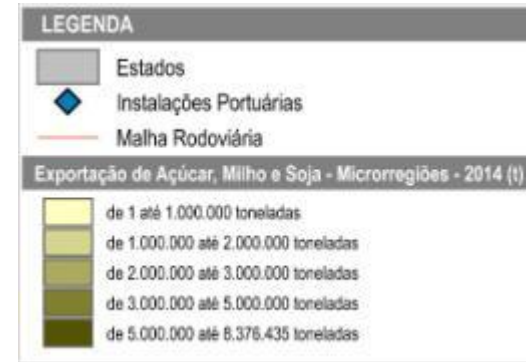 LEGENDA
Estados
Instalações Portuárias
Malha Rodoviária
Exportação de Açúcar, Milho e Soja - Microrregiões - 2014 (t)
de 1 até 1.000.000 toneladas
de 1.000.000 até 2.000.000 toneladas
de 2.000.000 até 3.000.000 toneladas
de 3.000.000 até 5.000.000 toneladas
de 5.000.000 até 8.376.435 toneladas